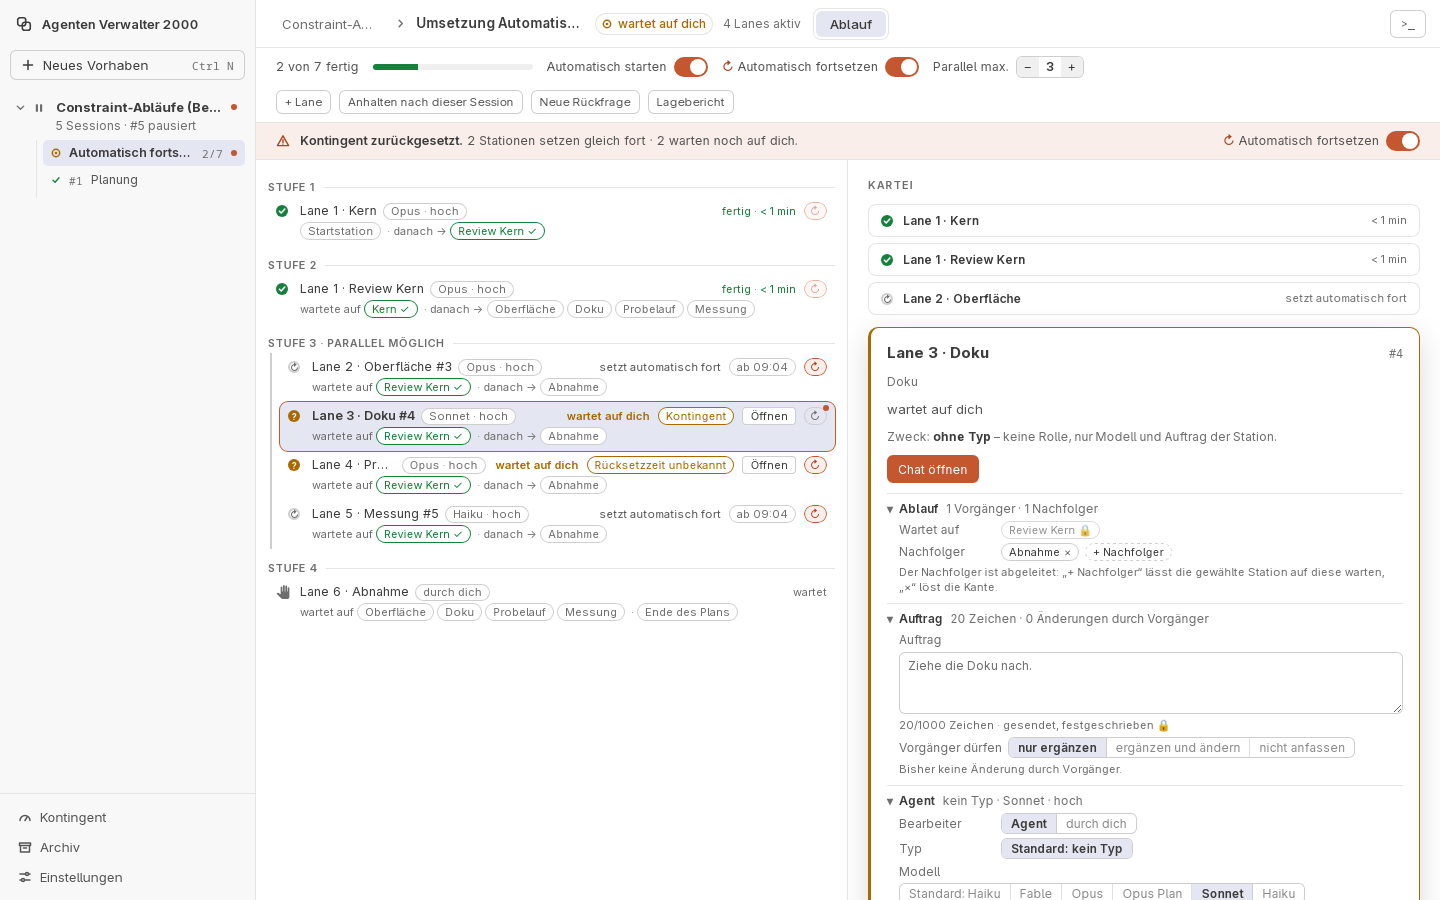 Agenten Verwalter 2000
Neues Vorhaben Ctrl N
Constraint-Abläufe (Be…
5 Sessions · #5 pausiert
Automatisch forts… 2/7
#1 Planung
Kontingent
Archiv
Einstellungen
Constraint-A… Umsetzung Automatis… wartet auf dich 4 Lanes aktiv Ablauf >_
2 von 7 fertig Automatisch starten Automatisch fortsetzen Parallel max. − 3 +
+ Lane Anhalten nach dieser Session Neue Rückfrage Lagebericht
Kontingent zurückgesetzt. 2 Stationen setzen gleich fort · 2 warten noch auf dich. Automatisch fortsetzen
STUFE 1
Lane 1 · Kern Opus · hoch fertig · < 1 min
Startstation · danach → Review Kern ✓
STUFE 2
Lane 1 · Review Kern Opus · hoch fertig · < 1 min
wartete auf Kern ✓ · danach → Oberfläche Doku Probelauf Messung
STUFE 3 · PARALLEL MÖGLICH
Lane 2 · Oberfläche #3 Opus · hoch setzt automatisch fort ab 09:04
wartete auf Review Kern ✓ · danach → Abnahme
Lane 3 · Doku #4 Sonnet · hoch wartet auf dich Kontingent Öffnen
wartete auf Review Kern ✓ · danach → Abnahme
Lane 4 · Pr… Opus · hoch wartet auf dich Rücksetzzeit unbekannt Öffnen
wartete auf Review Kern ✓ · danach → Abnahme
Lane 5 · Messung #5 Haiku · hoch setzt automatisch fort ab 09:04
wartete auf Review Kern ✓ · danach → Abnahme
STUFE 4
Lane 6 · Abnahme durch dich wartet
wartet auf Oberfläche Doku Probelauf Messung · Ende des Plans
KARTEI
Lane 1 · Kern < 1 min
Lane 1 · Review Kern < 1 min
Lane 2 · Oberfläche setzt automatisch fort
Lane 3 · Doku #4
Doku
wartet auf dich
Zweck: ohne Typ – keine Rolle, nur Modell und Auftrag der Station.
Chat öffnen
▾ Ablauf 1 Vorgänger · 1 Nachfolger
Wartet auf Review Kern 🔒
Nachfolger Abnahme × + Nachfolger
Der Nachfolger ist abgeleitet: „+ Nachfolger“ lässt die gewählte Station auf diese warten,
„×“ löst die Kante.
▾ Auftrag 20 Zeichen · 0 Änderungen durch Vorgänger
Auftrag
Ziehe die Doku nach.
20/1000 Zeichen · gesendet, festgeschrieben 🔒
Vorgänger dürfen nur ergänzen ergänzen und ändern nicht anfassen
Bisher keine Änderung durch Vorgänger.
▾ Agent kein Typ · Sonnet · hoch
Bearbeiter Agent durch dich
Typ Standard: kein Typ
Modell
Standard: Haiku Fable Opus Opus Plan Sonnet Haiku